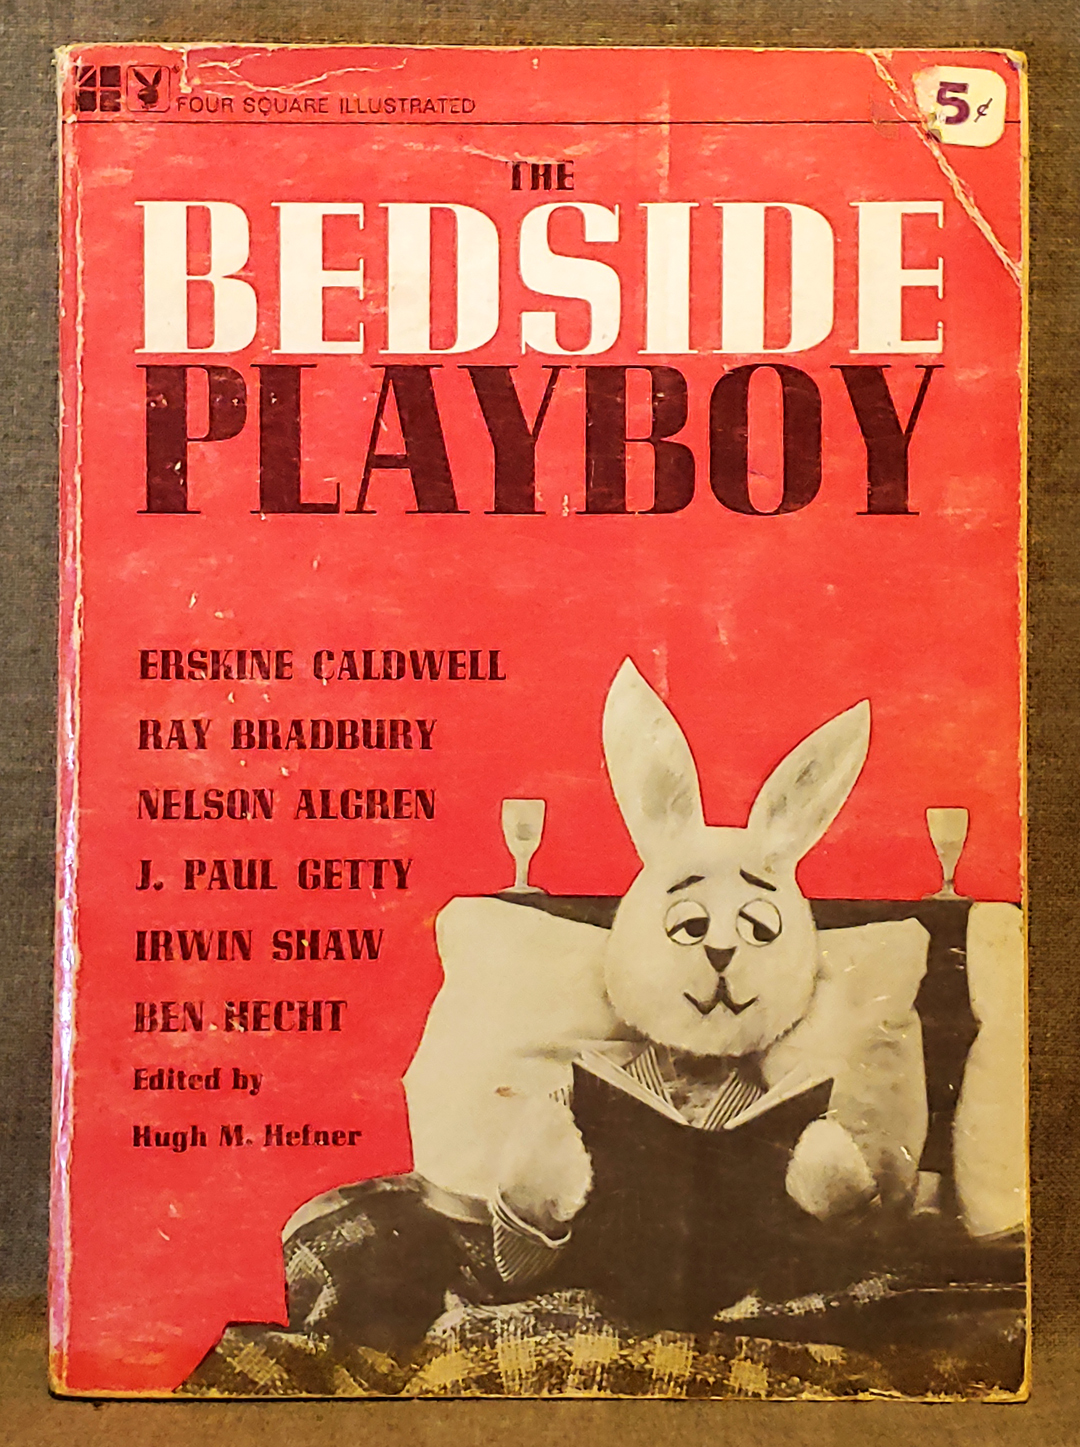 FOUR SQUARE ILLUSTRATED
5¢
THE
BEDSIDE
PLAYBOY
ERSKINE CALDWELL
RAY BRADBURY
NELSON ALGREN
J. PAUL GETTY
IRWIN SHAW
BEN HECHT
Edited by
Hugh M. Hefner